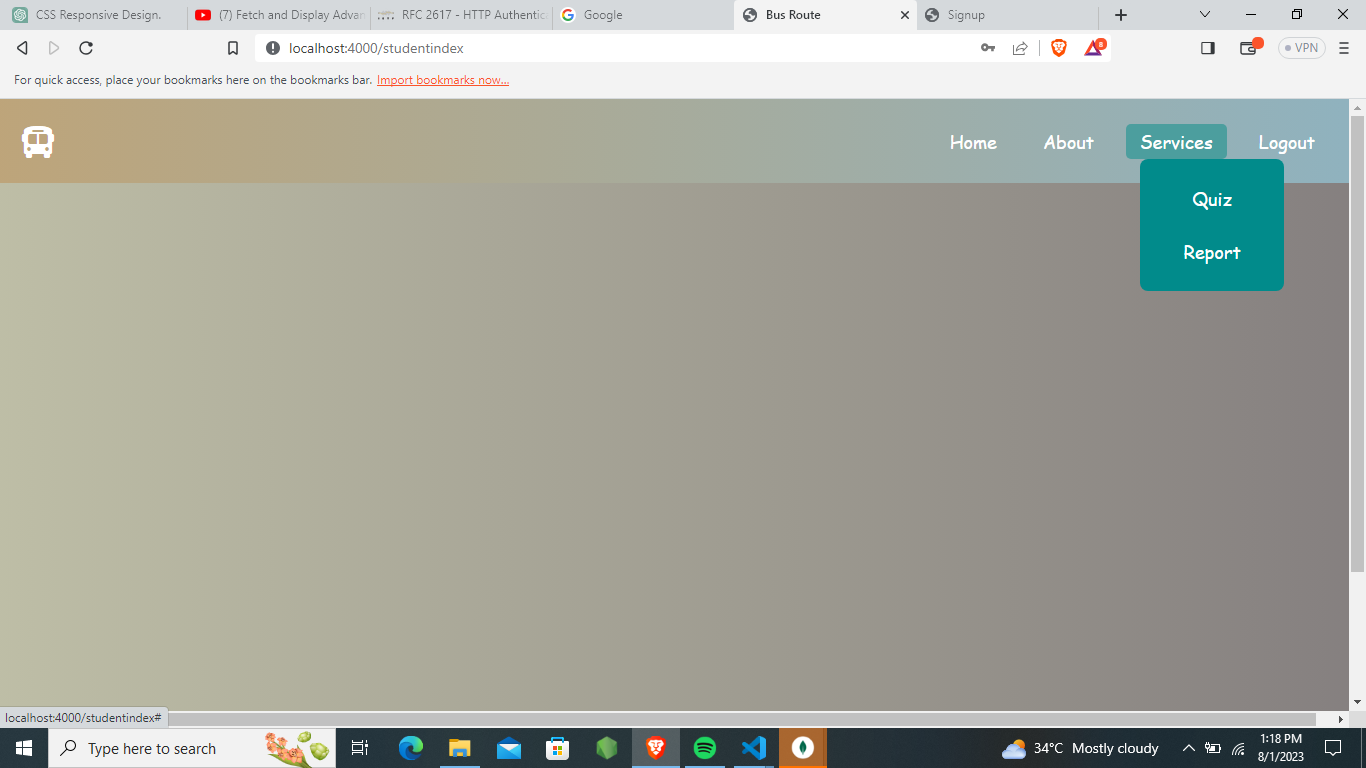 CSS Responsive Design.
(7) Fetch and Display Advan
RFC 2617 - HTTP Authentic
Google
Bus Route
Signup
localhost:4000/studentindex
8
VPN
For quick access, place your bookmarks here on the bookmarks bar. Import bookmarks now...
Home About Services Logout
Quiz
Report
localhost:4000/studentindex#
Type here to search
34°C Mostly cloudy
1:18 PM
8/1/2023